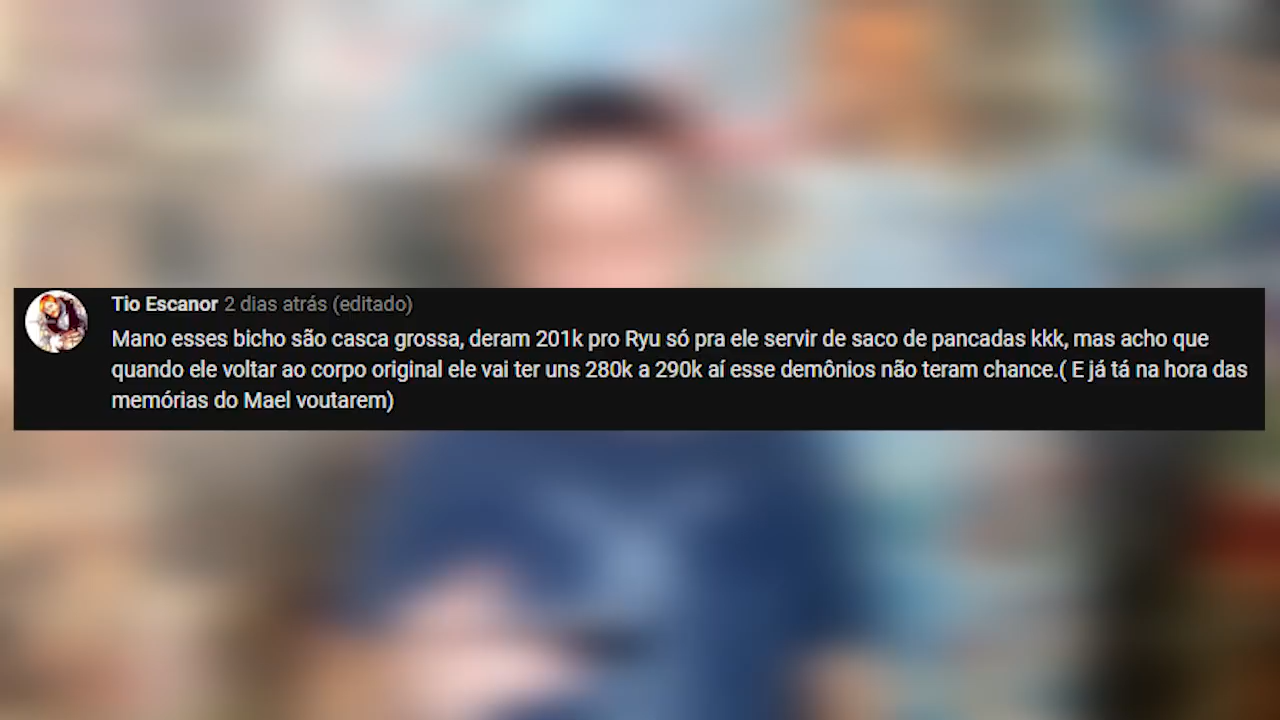 Tio Escanor 2 dias atrás (editado)
Mano esses bicho são casca grossa, deram 201k pro Ryu só pra ele servir de saco de pancadas kkk, mas acho que
quando ele voltar ao corpo original ele vai ter uns 280k a 290k aí esse demônios não teram chance.( E já tá na hora das
memórias do Mael voutarem)